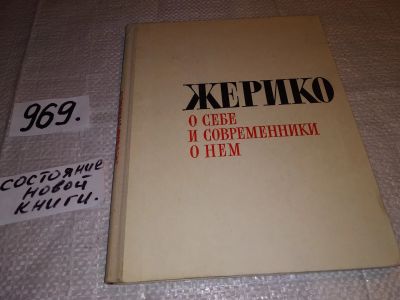 969.
состояние
новой
книги.
ЖЕРИКО
О СЕБЕ
И СОВРЕМЕННИКИ
О НЕМ